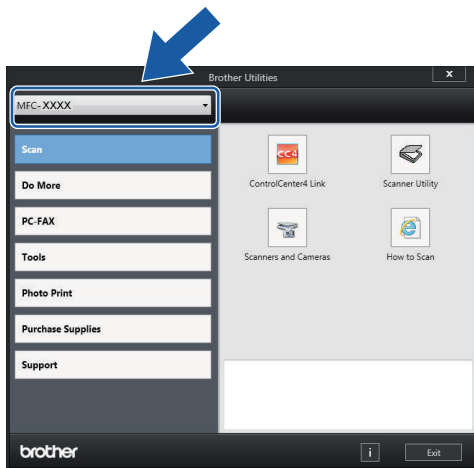 Brother Utilities
x
MFC-XXXX
Scan
Do More
PC-FAX
Tools
Photo Print
Purchase Supplies
Support
CC4
ControlCenter4 Link
Scanner Utility
Scanners and Cameras
How to Scan
brother
i
Exit